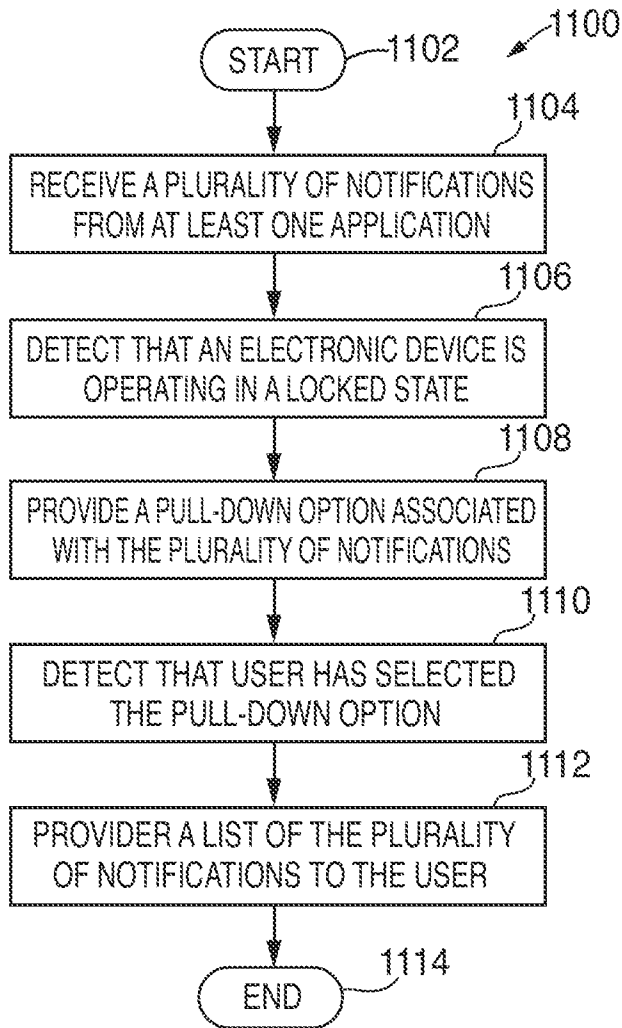 1100
START
1102
1104
RECEIVE A PLURALITY OF NOTIFICATIONS
FROM AT LEAST ONE APPLICATION
1106
DETECT THAT AN ELECTRONIC DEVICE IS
OPERATING IN A LOCKED STATE
1108
PROVIDE A PULL-DOWN OPTION ASSOCIATED
WITH THE PLURALITY OF NOTIFICATIONS
1110
DETECT THAT USER HAS SELECTED
THE PULL-DOWN OPTION
1112
PROVIDER A LIST OF THE PLURALITY
OF NOTIFICATIONS TO THE USER
1114
END